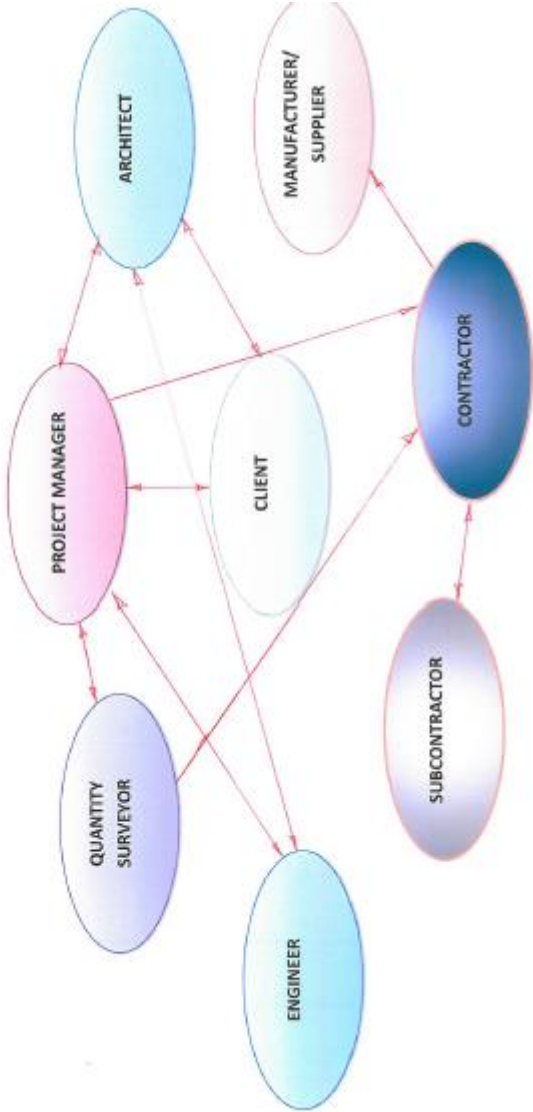 QUANTITY
SURVEYOR
PROJECT MANAGER
ARCHITECT
ENGINEER
CLIENT
MANUFACTURER/
SUPPLIER
SUBCONTRACTOR
CONTRACTOR